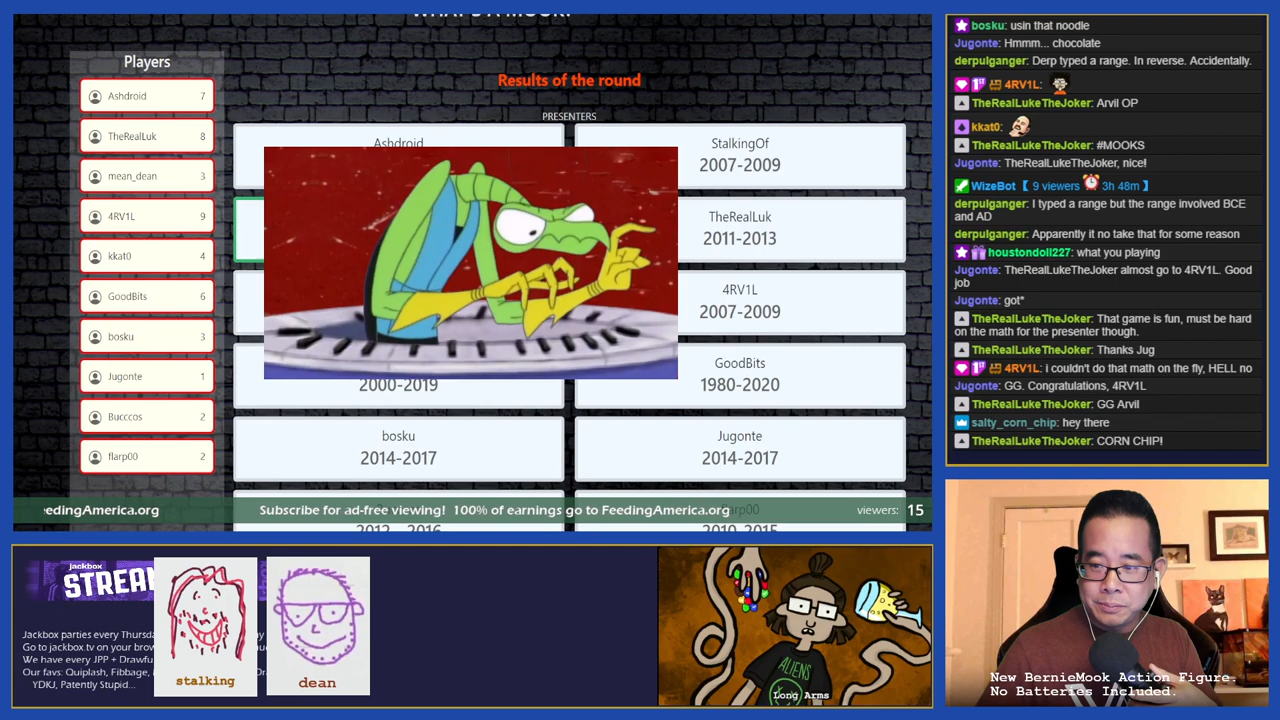 WHAT'S A MOOK?
Players
Results of the round
PRESENTERS
Ashdroid 7
TheRealLuk 8
mean_dean 3
4RV1L 9
kkat0 4
GoodBits 6
bosku 3
Jugonte 1
Bucccos 2
flarp00 2
Ashdroid
StalkingOf
2007-2009
TheRealLuk
2011-2013
4RV1L
2007-2009
2000-2019
GoodBits
1980-2020
bosku
2014-2017
Jugonte
2014-2017
2012 2016
arp00
2010-2015
eedingAmerica.org
Subscribe for ad-free viewing! 100% of earnings go to FeedingAmerica.org
viewers: 15
bosku: usin that noodle
Jugonte: Hmmm... chocolate
derpulganger: Derp typed a range. In reverse. Accidentally.
4RV1L:
TheRealLukeTheJoker: Arvil OP
kkat0:
TheRealLukeTheJoker: #MOOKS
Jugonte: TheRealLukeTheJoker, nice!
WizeBot 【 9 viewers 3h 48m 】
derpulganger: I typed a range but the range involved BCE
and AD
derpulganger: Apparently it no take that for some reason
houstondoll227: what you playing
Jugonte: TheRealLukeTheJoker almost go to 4RV1L. Good
job
Jugonte: got*
TheRealLukeTheJoker: That game is fun, must be hard
on the math for the presenter though.
TheRealLukeTheJoker: Thanks Jug
4RV1L: i couldn't do that math on the fly, HELL no
Jugonte: GG. Congratulations, 4RV1L
TheRealLukeTheJoker: GG Arvil
salty_corn_chip: hey there
TheRealLukeTheJoker: CORN CHIP!
jackbox
STREA
Jackbox parties every Thursda
Go to jackbox.tv on your brow
We have every JPP + Drawfu
Our favs: Quiplash, Fibbage,
YDKJ, Patently Stupid...
stalking
dean
ALIENS
Long Arms
New BernieMook Action Figure.
No Batteries Included.